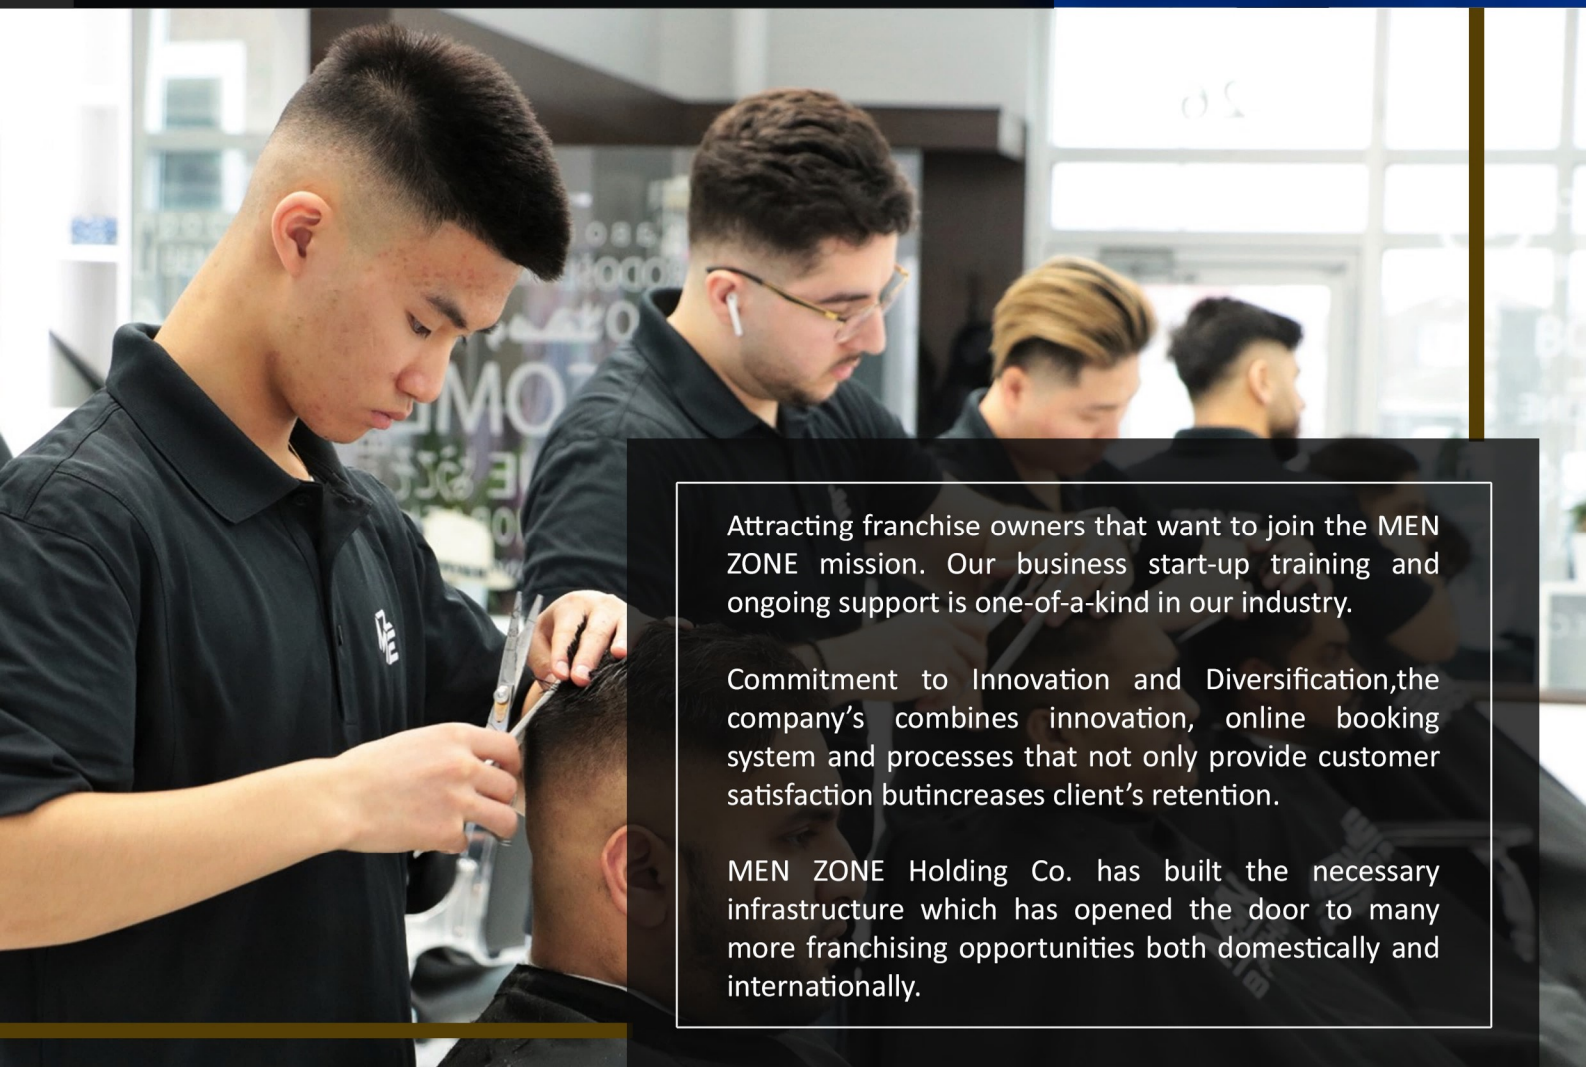 26
Attracting franchise owners that want to join the MEN
ZONE mission. Our business start-up training and
ongoing support is one-of-a-kind in our industry.
Commitment to Innovation and Diversification,the
company’s combines innovation, online booking
system and processes that not only provide customer
satisfaction butincreases client’s retention.
MEN ZONE Holding Co. has built the necessary
infrastructure which has opened the door to many
more franchising opportunities both domestically and
internationally.